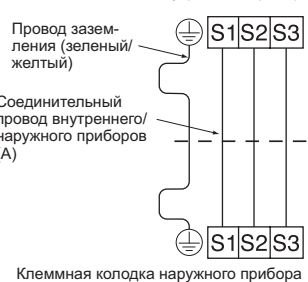 Провод зазем-
ления (зеленый/
желтый)
S1 S2 S3
Соединительный
провод внутреннего/
наружного приборов
(A)
S1 S2 S3
Клеммная колодка наружного прибора